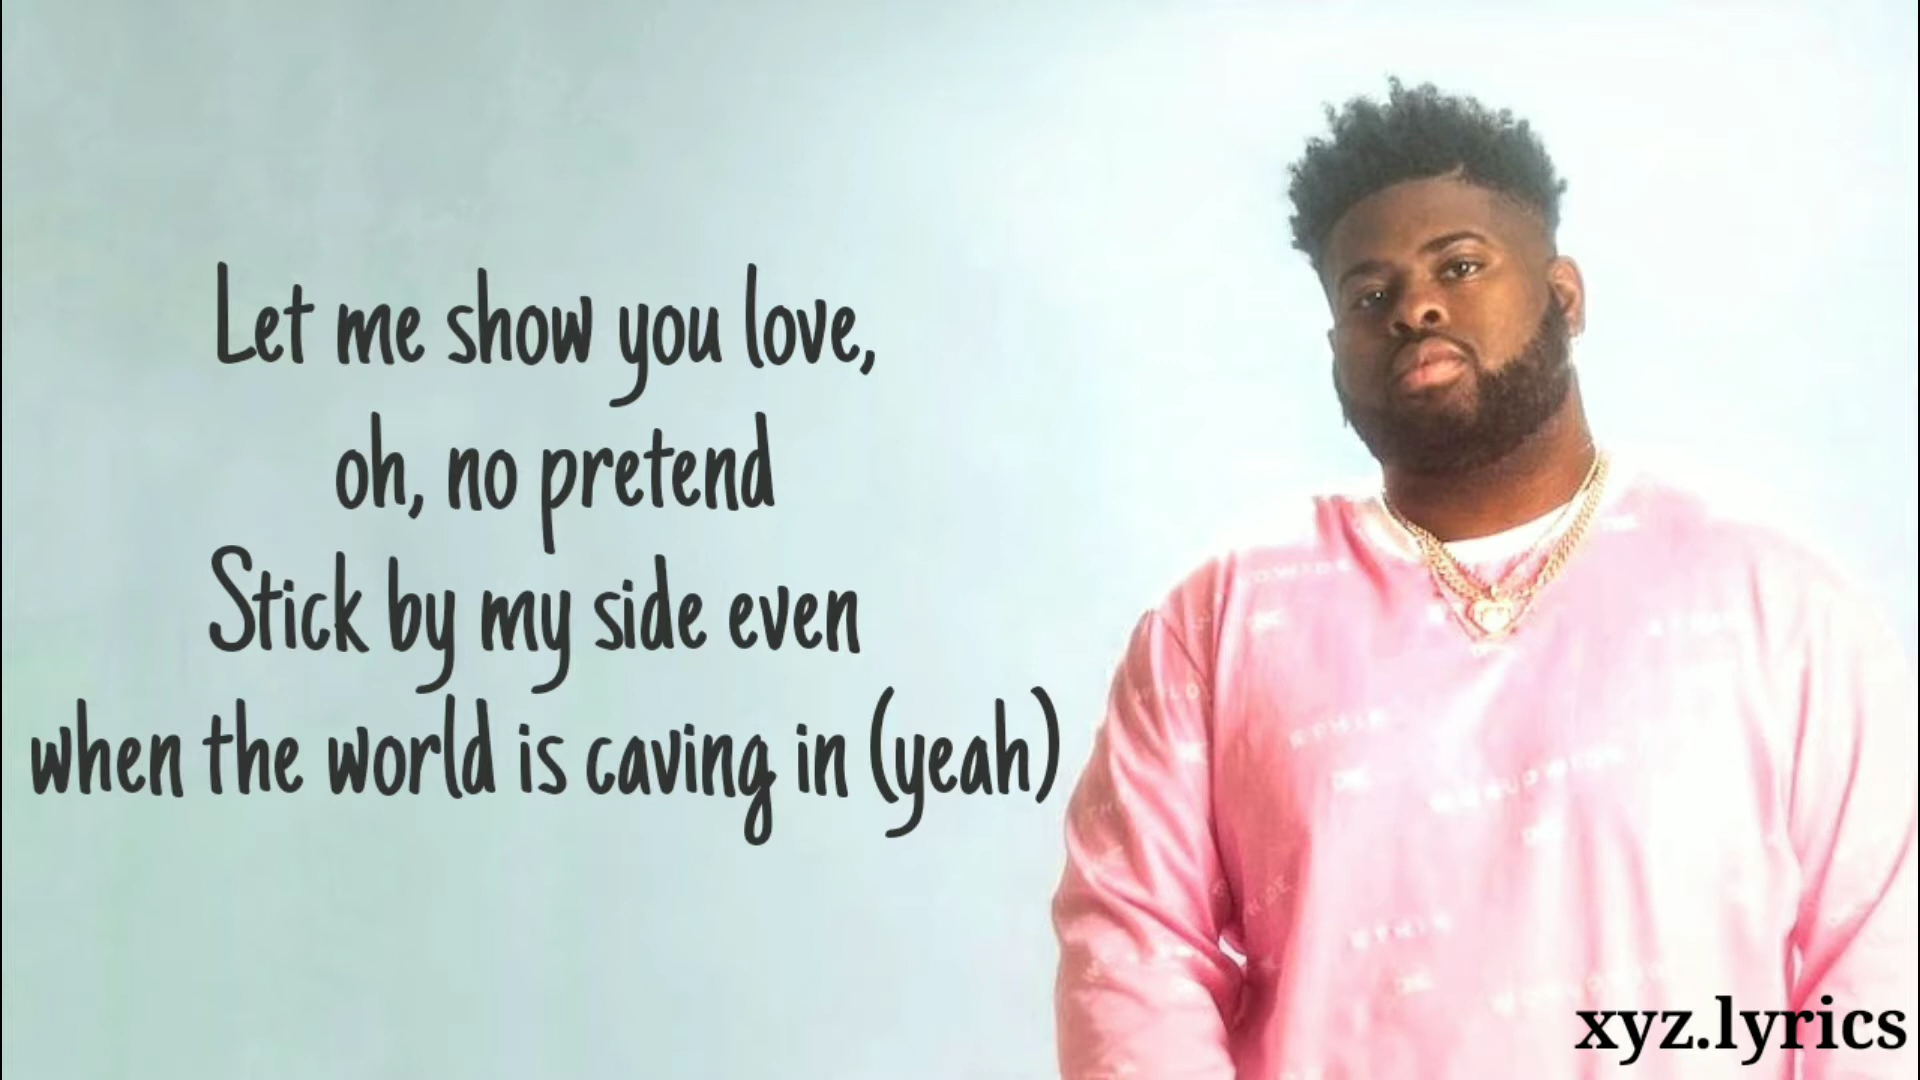 Let me show you love,
oh, no pretend
Stick by my side even
when the world is caving in (yeah)
xyz.lyrics